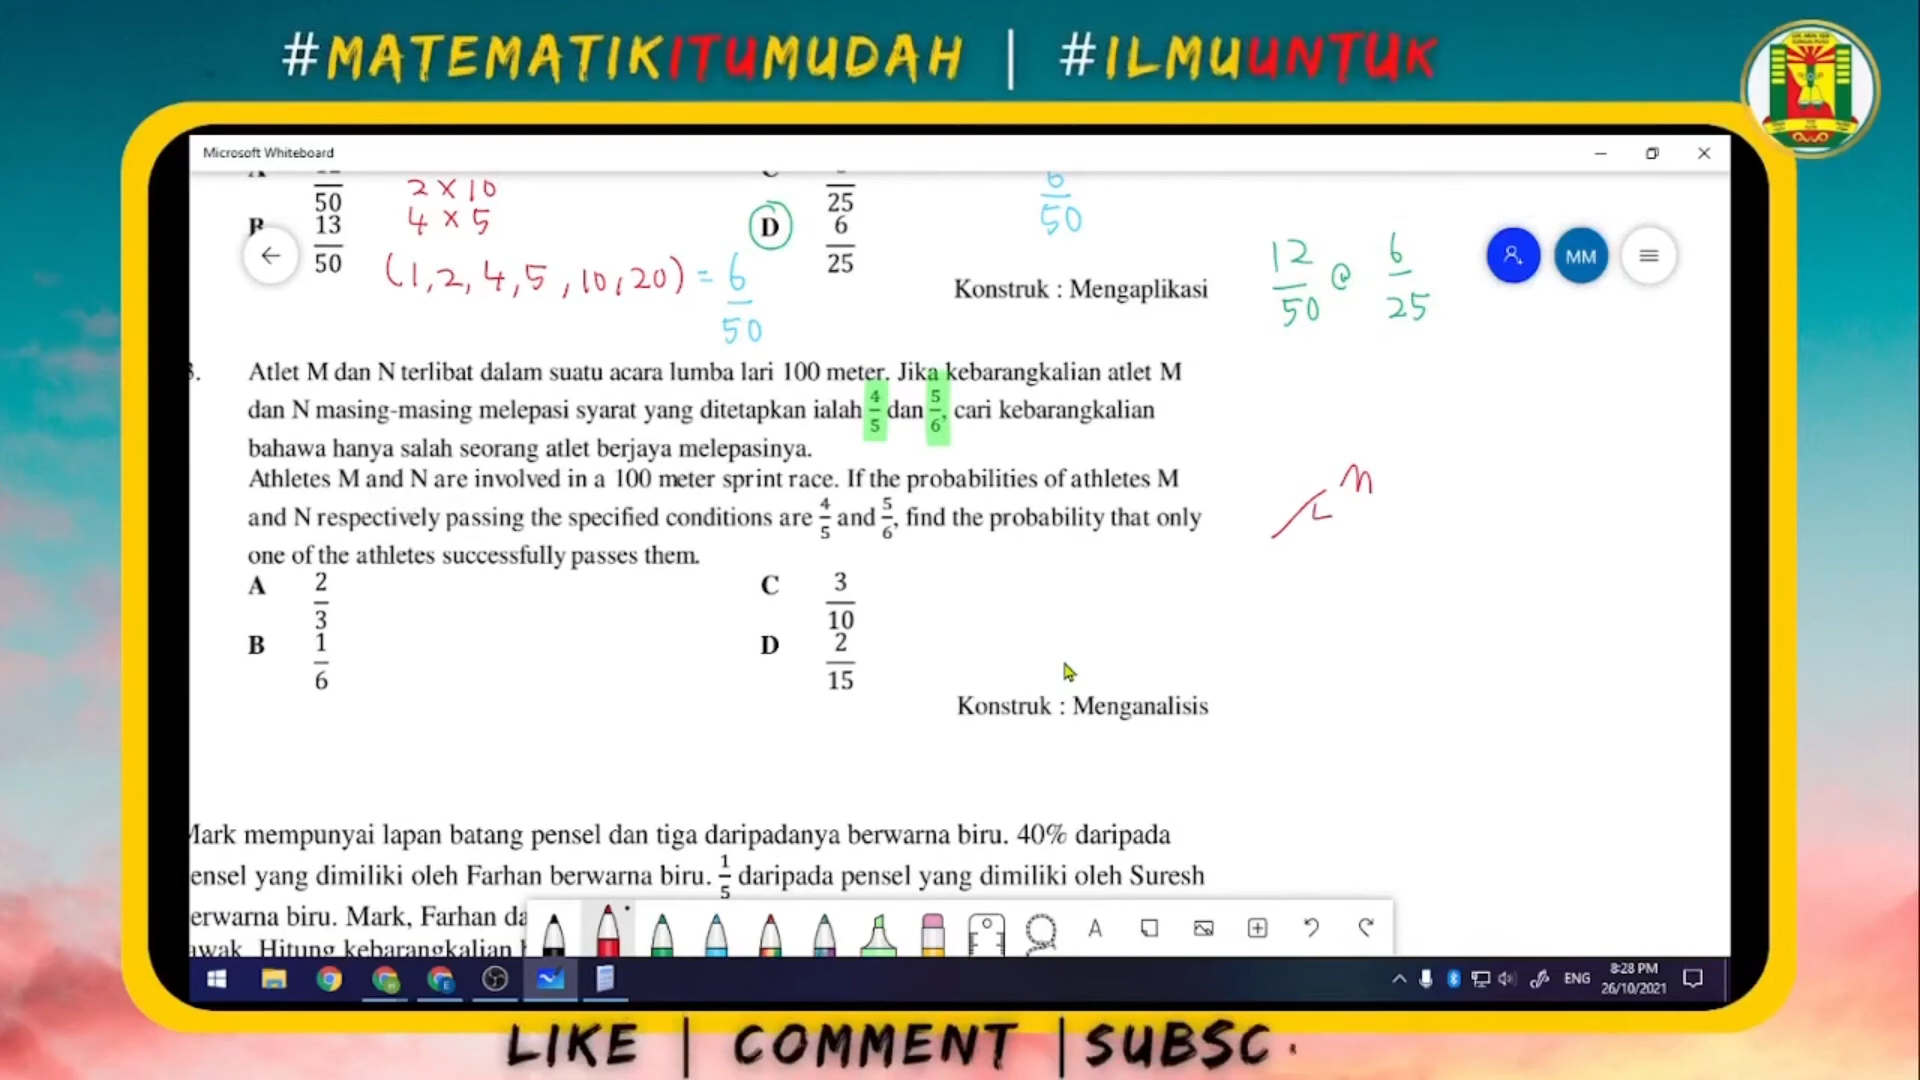 #MATEMATIKITUMUDAH | #ILMUUNTUK
Microsoft Whiteboard
50
2 x 10
25
6
50
B 13
50
4 x 5
D 6
25
(1, 2, 4, 5, 10, 20) = 6
50
12
50 @ 6
25
Konstruk : Mengaplikasi
MM
3. Atlet M dan N terlibat dalam suatu acara lumba lari 100 meter. Jika kebarangkalian atlet M
dan N masing-masing melepasi syarat yang ditetapkan ialah 4/5 dan 5/6, cari kebarangkalian
bahawa hanya salah seorang atlet berjaya melepasinya.
Athletes M and N are involved in a 100 meter sprint race. If the probabilities of athletes M
and N respectively passing the specified conditions are 4/5 and 5/6, find the probability that only
one of the athletes successfully passes them.
M
L
A 2/3
C 3/10
B 1/6
D 2/15
Konstruk : Menganalisis
Mark mempunyai lapan batang pensel dan tiga daripadanya berwarna biru. 40% daripada
ensel yang dimiliki oleh Farhan berwarna biru. 1/5 daripada pensel yang dimiliki oleh Suresh
erwarna biru. Mark, Farhan da
awak. Hitung kebarangkalian
ENG
8:28 PM
26/10/2021
LIKE | COMMENT | SUBSC